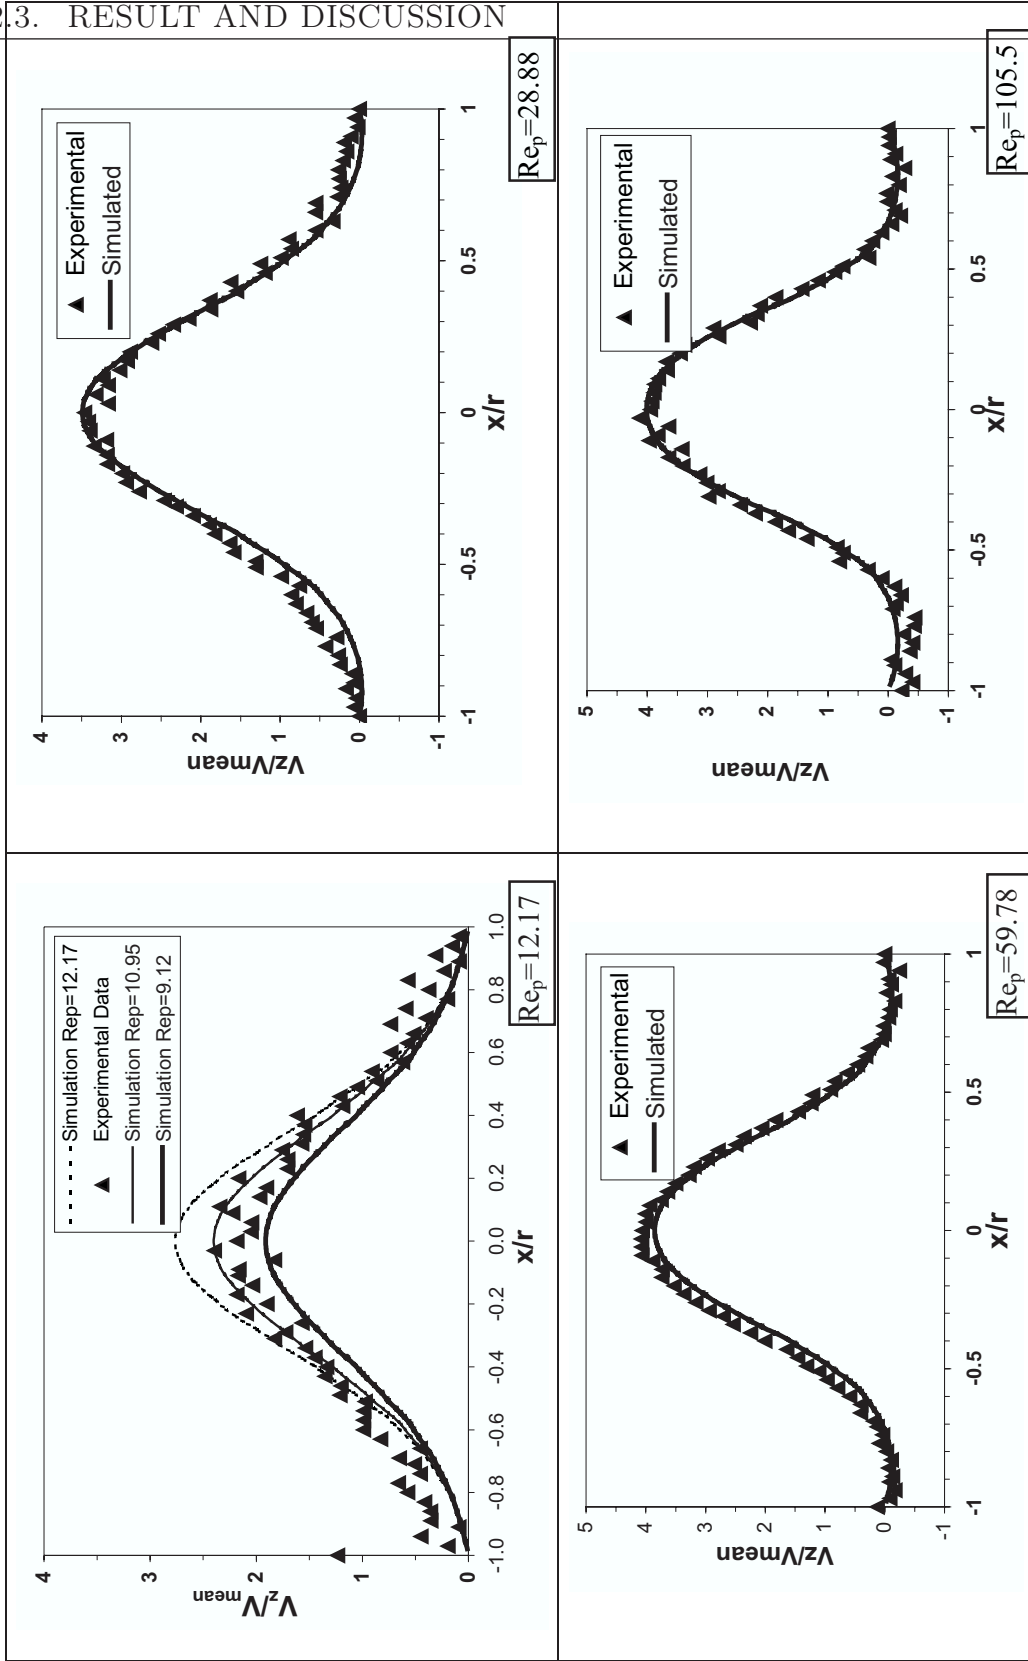 2.3. RESULT AND DISCUSSION
4
3
2
1
0
Vz/Vmean
-1.0
-0.8
-0.6
-0.4
-0.2
0.0
0.2
0.4
0.6
0.8
1.0
x/r
Simulation Rep=12.17
Experimental Data
Simulation Rep=10.95
Simulation Rep=9.12
Rep=12.17
4
3
2
1
0
-1
Vz/Vmean
-1
-0.5
0
0.5
1
x/r
Experimental
Simulated
Rep=28.88
5
4
3
2
1
0
-1
Vz/Vmean
-1
-0.5
0
0.5
1
x/r
Experimental
Simulated
Rep=59.78
5
4
3
2
1
0
-1
Vz/Vmean
-1
-0.5
0
0.5
1
x/r
Experimental
Simulated
Rep=105.5